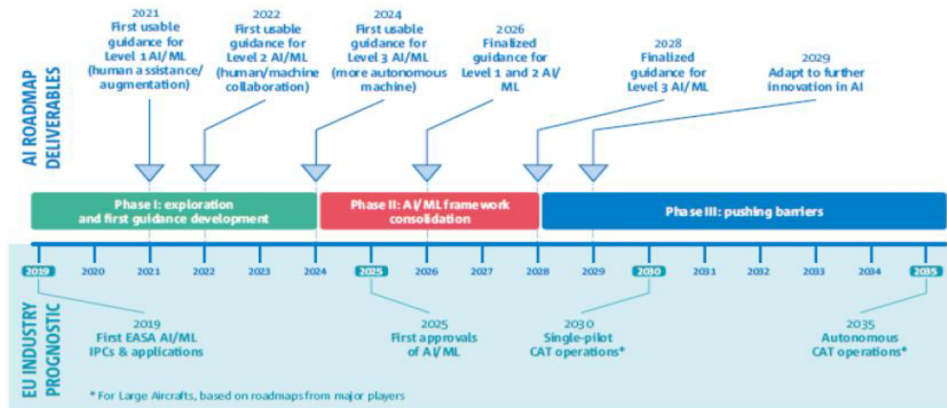 AI ROADMAP
DELIVERABLES
2021
First usable
guidance for
Level 1 AI/ML
(human assistance/
augmentation)
2022
First usable
guidance for
Level 2 AI/ML
(human/machine
collaboration)
2024
First usable
guidance for
Level 3 AI/ML
(more autonomous
machine)
2026
Finalized
guidance for
Level 1 and 2 AI/
ML
2028
Finalized
guidance for
Level 3 AI/ML
2029
Adapt to further
innovation in AI
Phase I: exploration
and first guidance development
Phase II: AI/ML framework
consolidation
Phase III: pushing barriers
2019 2020 2021 2022 2023 2024 2025 2026 2027 2028 2029 2030 2031 2032 2033 2034 2035
EU INDUSTRY
PROGNOSTIC
2019
First EASA AI/ML
IPCs & applications
2025
First approvals
of AI/ML
2030
Single-pilot
CAT operations*
2035
Autonomous
CAT operations*
* For Large Aircrafts, based on roadmaps from major players